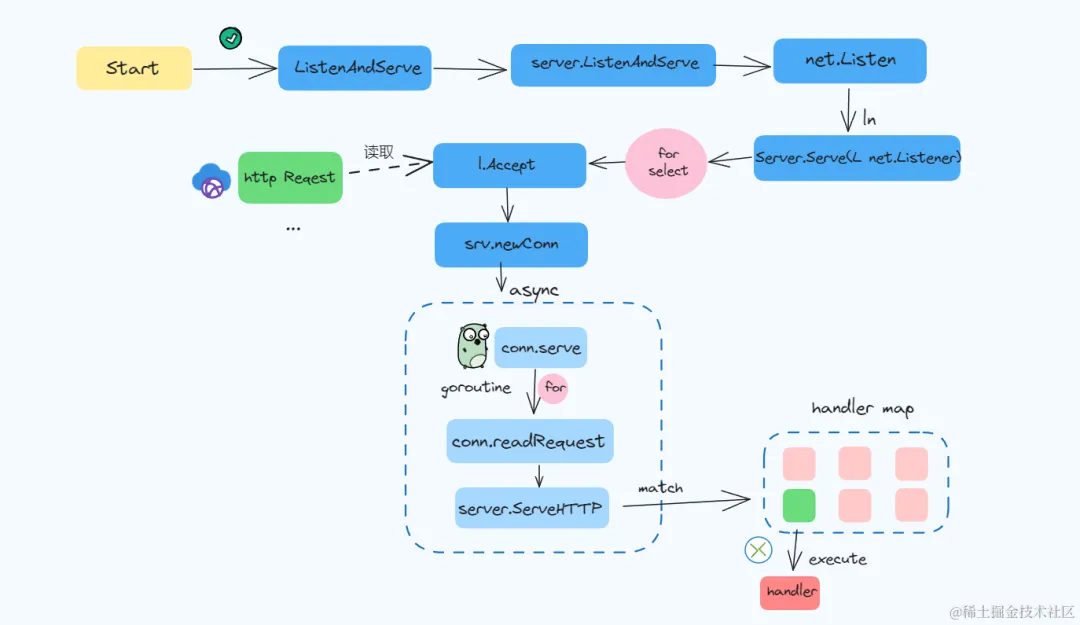 Start
ListenAndServe
server.ListenAndServe
net.Listen
ln
Server.Serve(L net.Listener)
for
select
l.Accept
读取
http Reqest
...
srv.newConn
async
conn.serve
goroutine
for
conn.readRequest
server.ServeHTTP
match
handler map
execute
handler
@稀土掘金技术社区